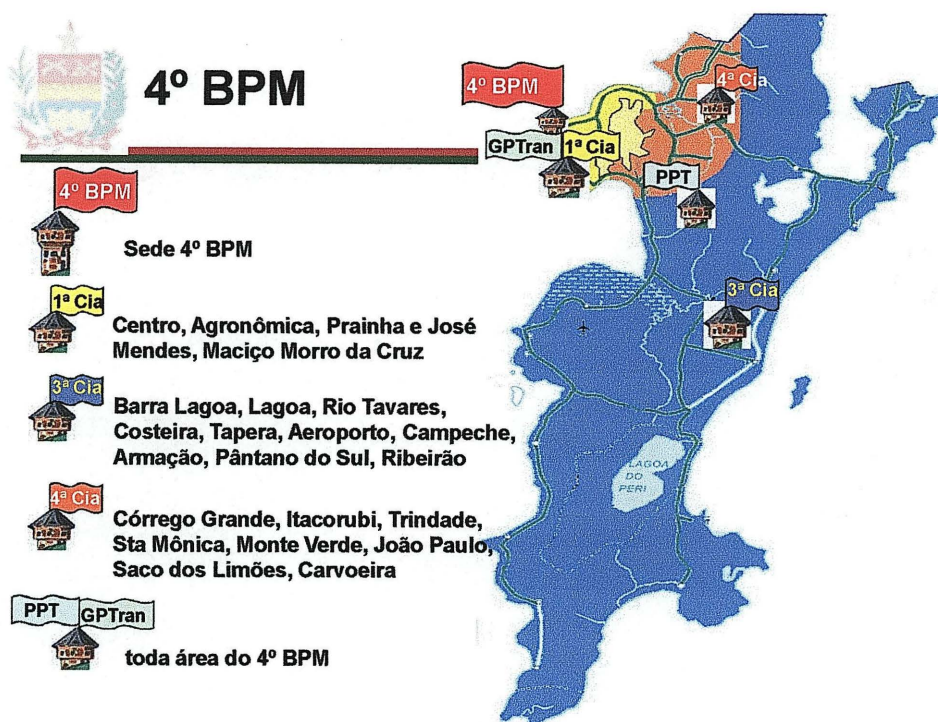 4º BPM
4º BPM
4ª Cia
GPTran
1ª Cia
PPT
4º BPM
Sede 4º BPM
1ª Cia
Centro, Agronômica, Prainha e José
Mendes, Maciço Morro da Cruz
3ª Cia
3ª Cia
Barra Lagoa, Lagoa, Rio Tavares,
Costeira, Tapera, Aeroporto, Campeche,
Armação, Pântano do Sul, Ribeirão
LAGOA
DO
PERI
4ª Cia
Córrego Grande, Itacorubi, Trindade,
Sta Mônica, Monte Verde, João Paulo,
Saco dos Limões, Carvoeira
PPT
GPTran
toda área do 4º BPM